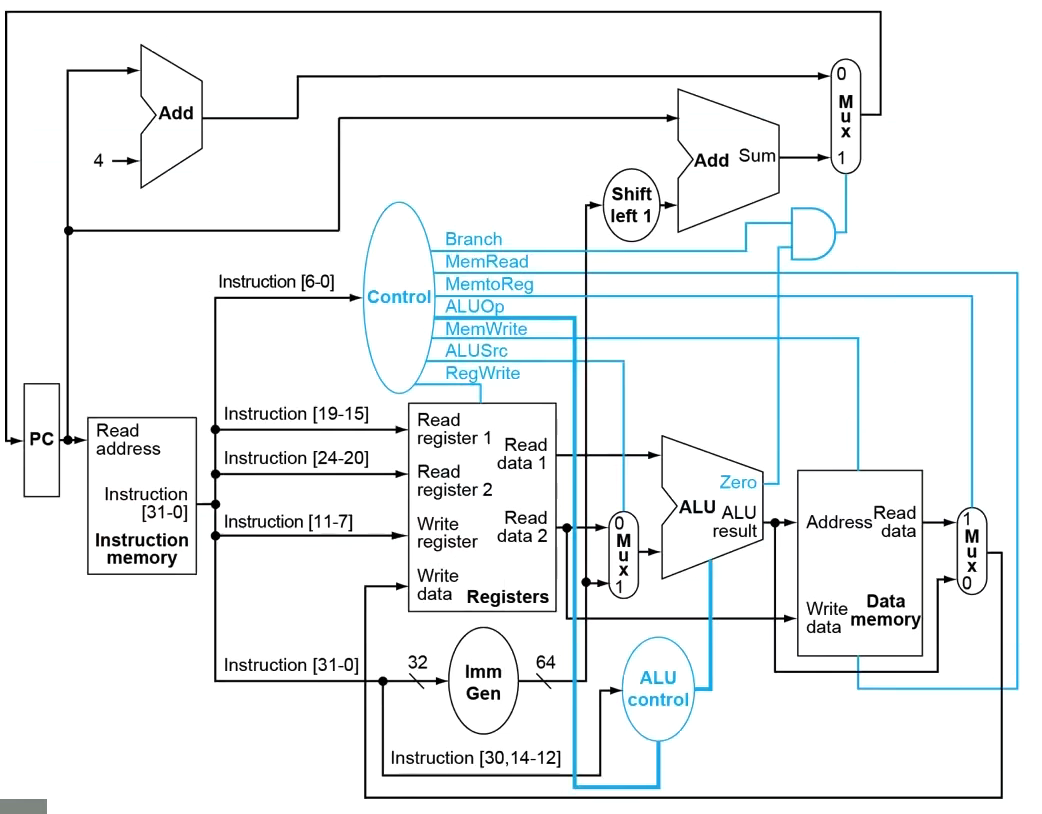 0
Mux
1
Add
4
Add Sum
Shift
left 1
Branch
MemRead
MemtoReg
ALUOp
MemWrite
ALUSrc
RegWrite
Instruction [6-0]
Control
PC
Read
address
Instruction
[31-0]
Instruction
memory
Instruction [19-15]
Instruction [24-20]
Instruction [11-7]
Read
register 1
Read
register 2
Write
register
Write
data
Read
data 1
Read
data 2
Registers
0
Mux
1
Zero
ALU
ALU
result
Address
Read
data
Write
data
Data
memory
1
Mux
0
Instruction [31-0]
32
Imm
Gen
64
ALU
control
Instruction [30,14-12]